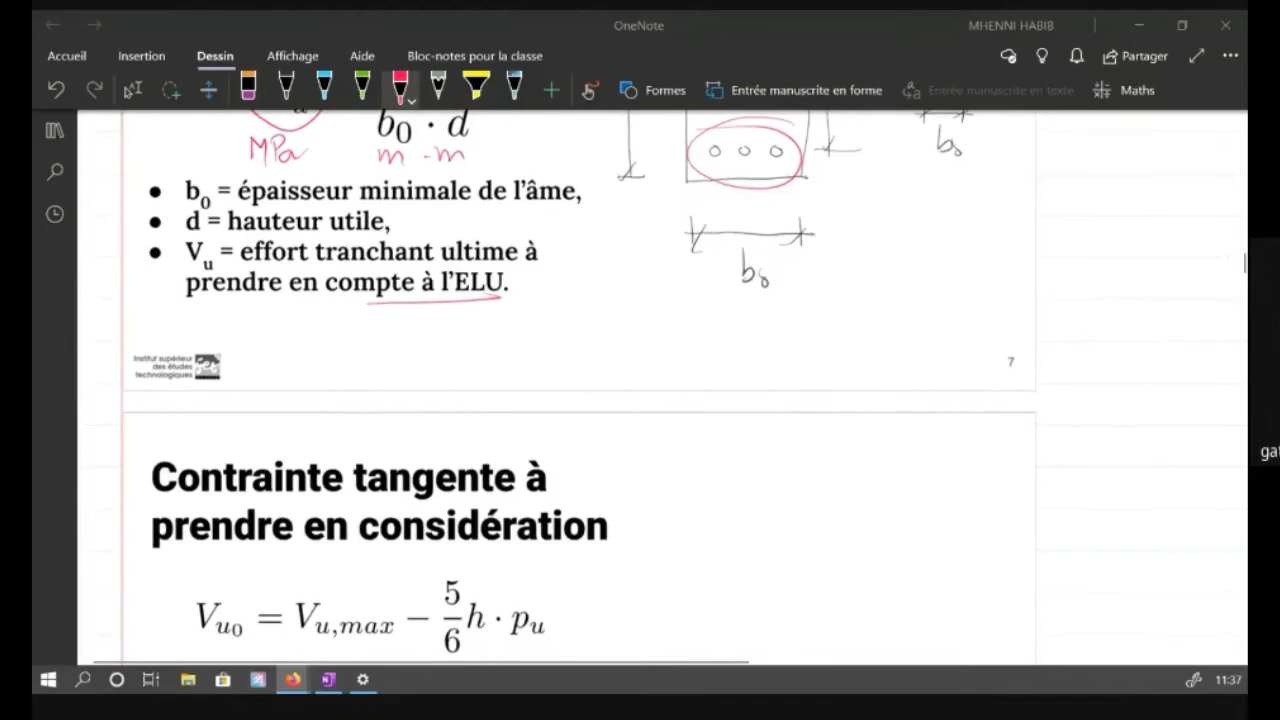 OneNote
MHENNI HABIB
Accueil Insertion Dessin Affichage Aide Bloc-notes pour la classe
Partager
Formes
Entrée manuscrite en forme
Entrée manuscrite en texte
Maths
b0 · d
MPa
m - m
b0
• b0 = épaisseur minimale de l'âme,
• d = hauteur utile,
• Vu = effort tranchant ultime à
prendre en compte à l'ELU.
b0
Institut supérieur
des études
technologiques
7
Contrainte tangente à
prendre en considération
Vu0 = Vu,max − 5/6 h · pu
11:37